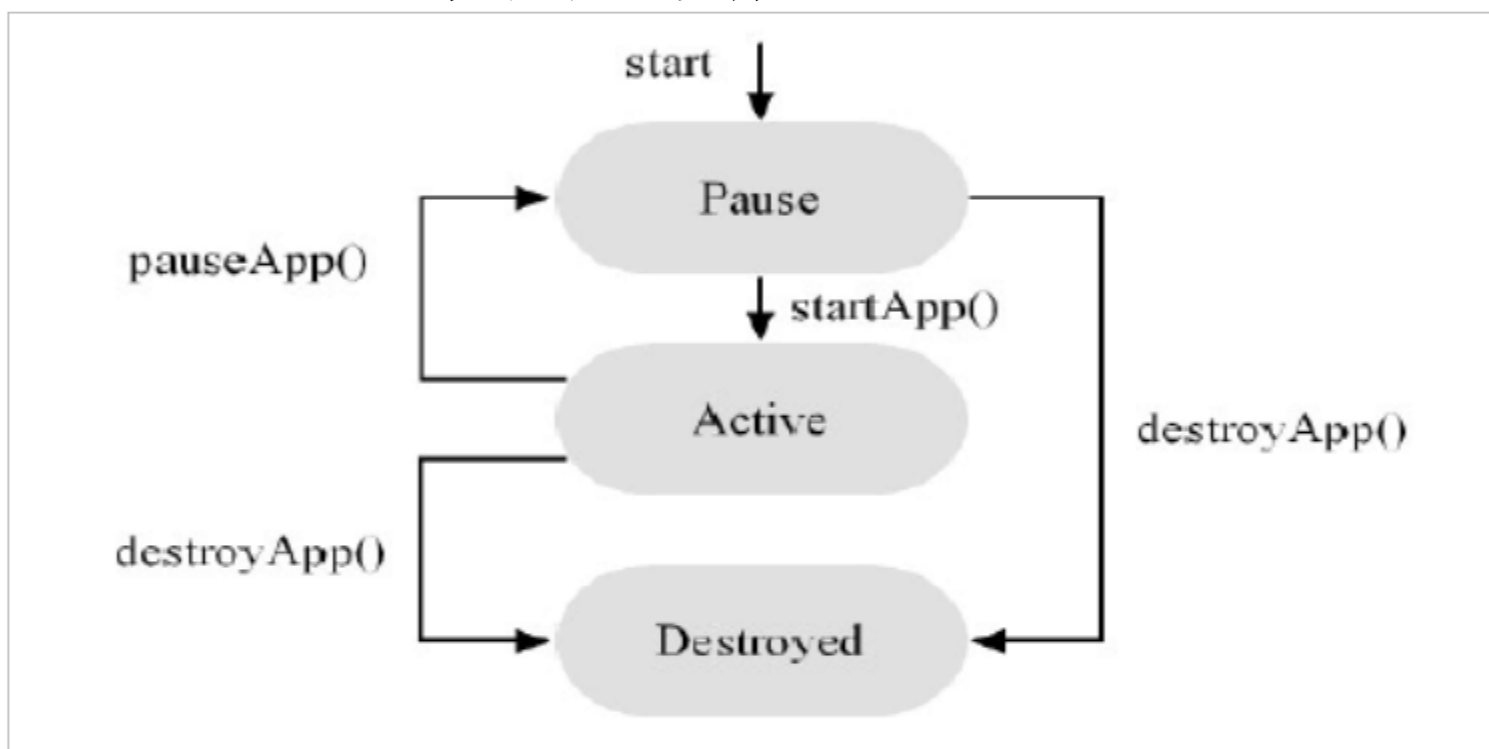 start
Pause
pauseApp()
startApp()
Active
destroyApp()
destroyApp()
Destroyed